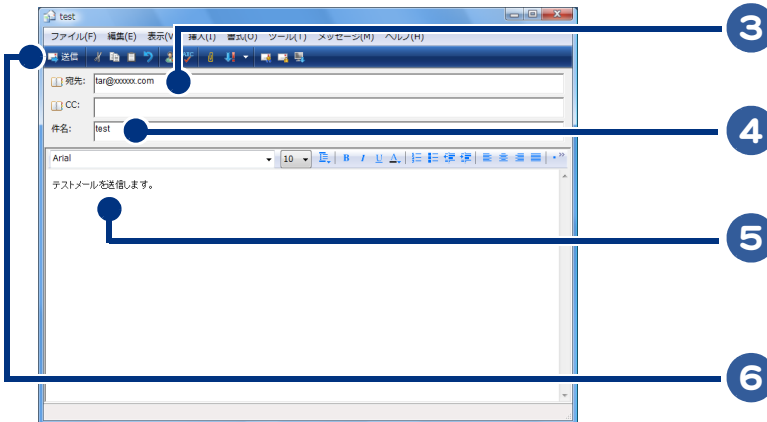 test
3
ファイル(F) 編集(E) 表示(V) 挿入(I) 書式(O) ツール(T) メッセージ(M) ヘルプ(H)
送信
宛先: tar@xxxxxx.com
CC:
件名: test
4
Arial 10 B I U A
テストメールを送信します。
5
6